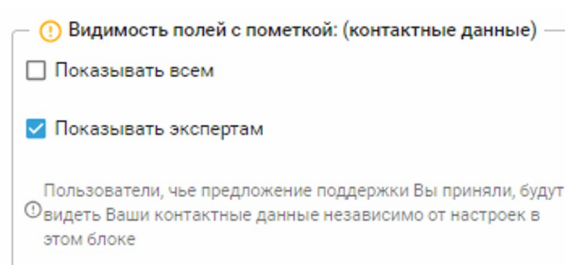 Видимость полей с пометкой: (контактные данные)
Показывать всем
Показывать экспертам
Пользователи, чье предложение поддержки Вы приняли, будут
видеть Ваши контактные данные независимо от настроек в
этом блоке